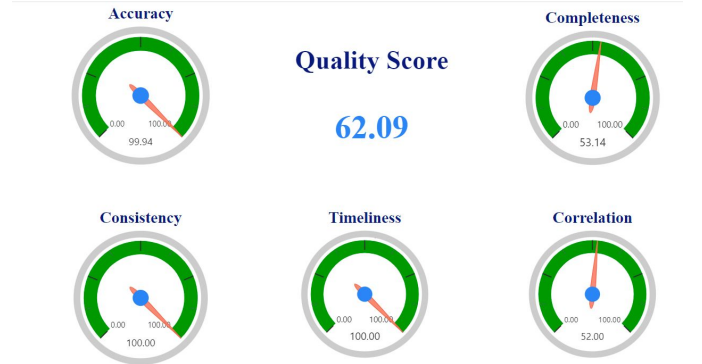 Accuracy
0.00 100.00
99.94
Quality Score
62.09
Completeness
0.00 100.00
53.14
Consistency
0.00 100.00
100.00
Timeliness
0.00 100.00
100.00
Correlation
0.00 100.00
52.00